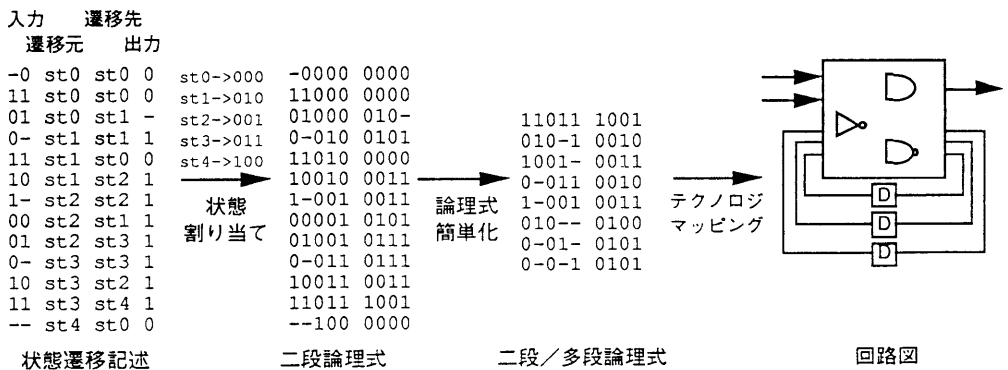 入力 遷移先
遷移元 出力
-0 st0 st0 0
11 st0 st0 0
01 st0 st1 -
0- st1 st1 1
11 st1 st0 0
10 st1 st2 1
1- st2 st2 1
00 st2 st1 1
01 st2 st3 1
0- st3 st3 1
10 st3 st2 1
11 st3 st4 1
-- st4 st0 0
状態遷移記述
st0->000
st1->010
st2->001
st3->011
st4->100
状態
割り当て
-0000 0000
11000 0000
01000 010-
0-010 0101
11010 0000
10010 0011
1-001 0011
00001 0101
01001 0111
0-011 0111
10011 0011
11011 1001
--100 0000
二段論理式
論理式
簡単化
11011 1001
010-1 0010
1001- 0011
0-011 0010
1-001 0011
010-- 0100
0-01- 0101
0-0-1 0101
二段／多段論理式
テクノロジ
マッピング
D
D
D
回路図